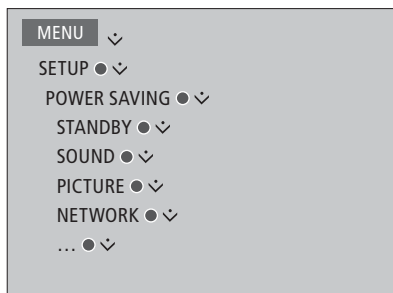 MENU
SETUP
POWER SAVING
STANDBY
SOUND
PICTURE
NETWORK
…